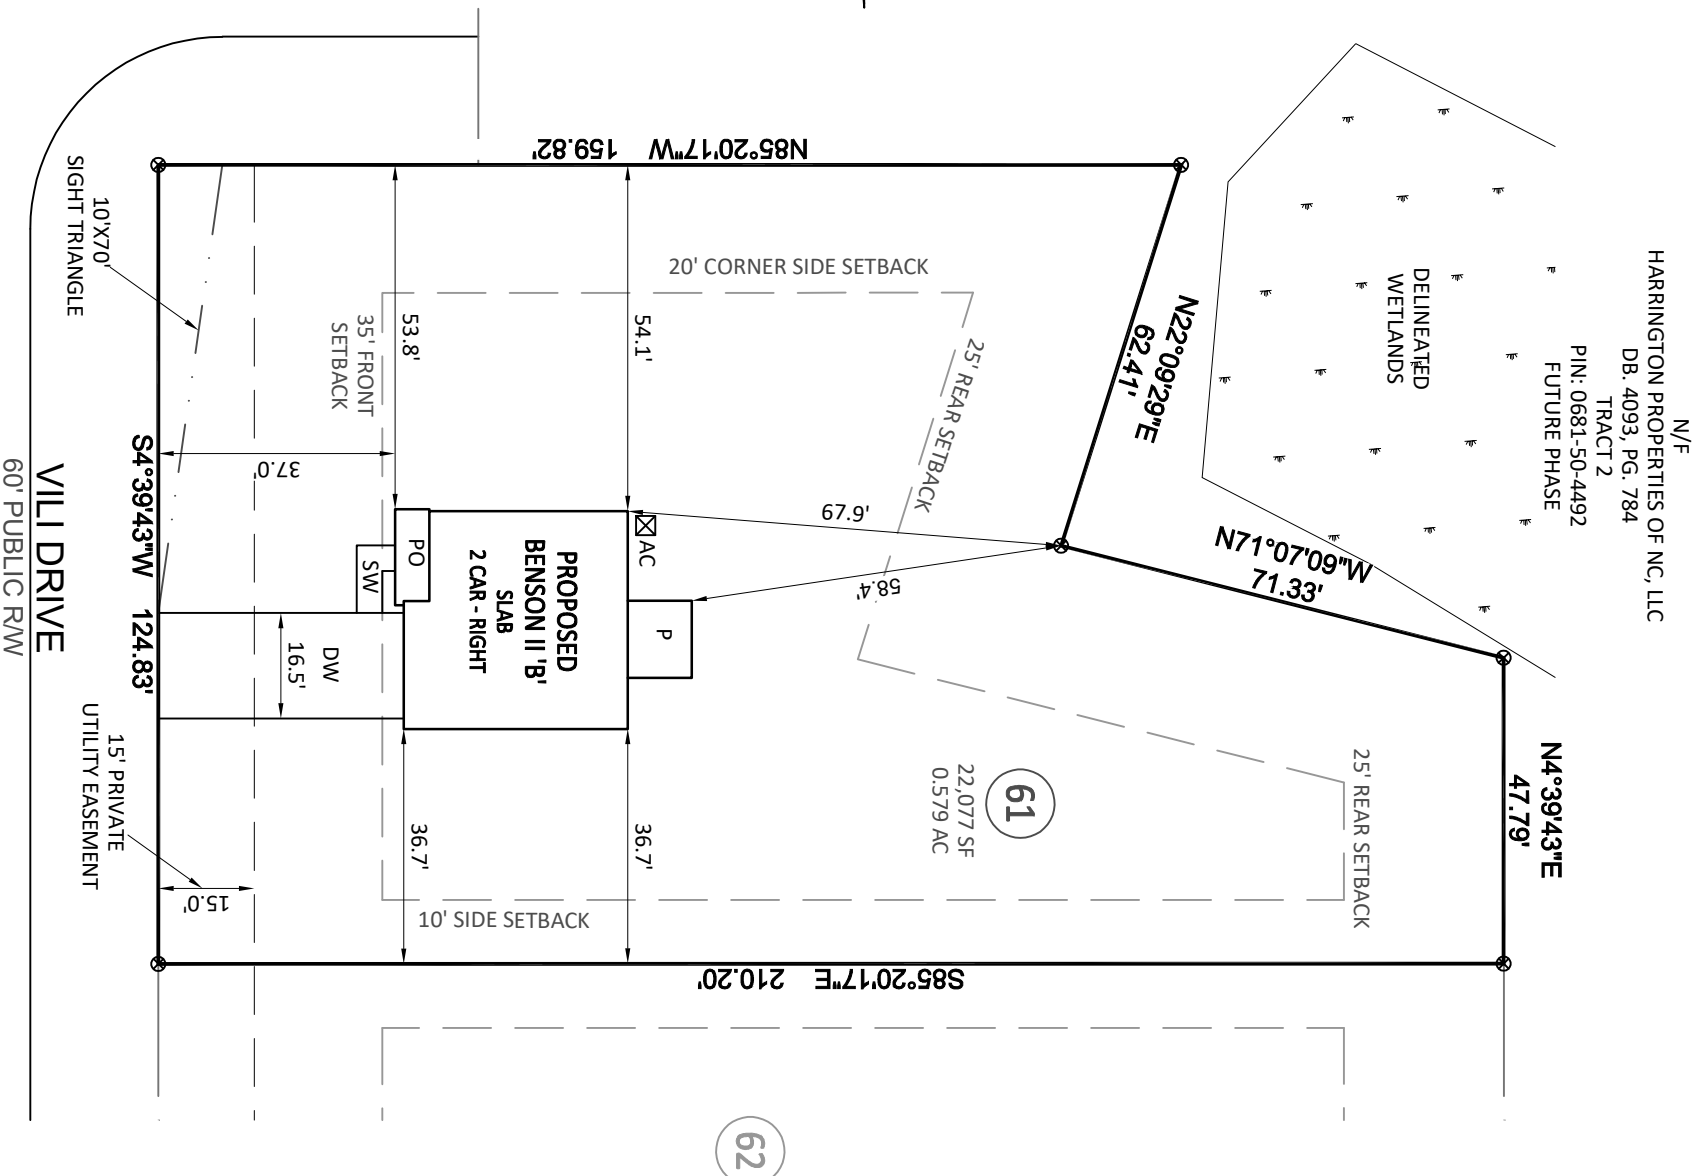 N/F
HARRINGTON PROPERTIES OF NC, LLC
DB. 4093, PG. 784
TRACT 2
PIN: 0681-50-4492
FUTURE PHASE
DELINEATED
WETLANDS
N85°20'17"W 159.82'
N22°09'29"E
62.41'
N71°07'09"W
71.33'
N4°39'43"E
47.79'
S85°20'17"E 210.20'
S4°39'43"W 124.83'
20' CORNER SIDE SETBACK
25' REAR SETBACK
25' REAR SETBACK
35' FRONT
SETBACK
10' SIDE SETBACK
53.8'
54.1'
37.0'
67.9'
58.4'
AC
P
PO
SW
PROPOSED
BENSON II 'B'
SLAB
2 CAR - RIGHT
DW
16.5'
36.7'
36.7'
61
22,077 SF
0.579 AC
10'X70'
SIGHT TRIANGLE
15' PRIVATE
UTILITY EASEMENT
15.0'
VILI DRIVE
60' PUBLIC R/W
62